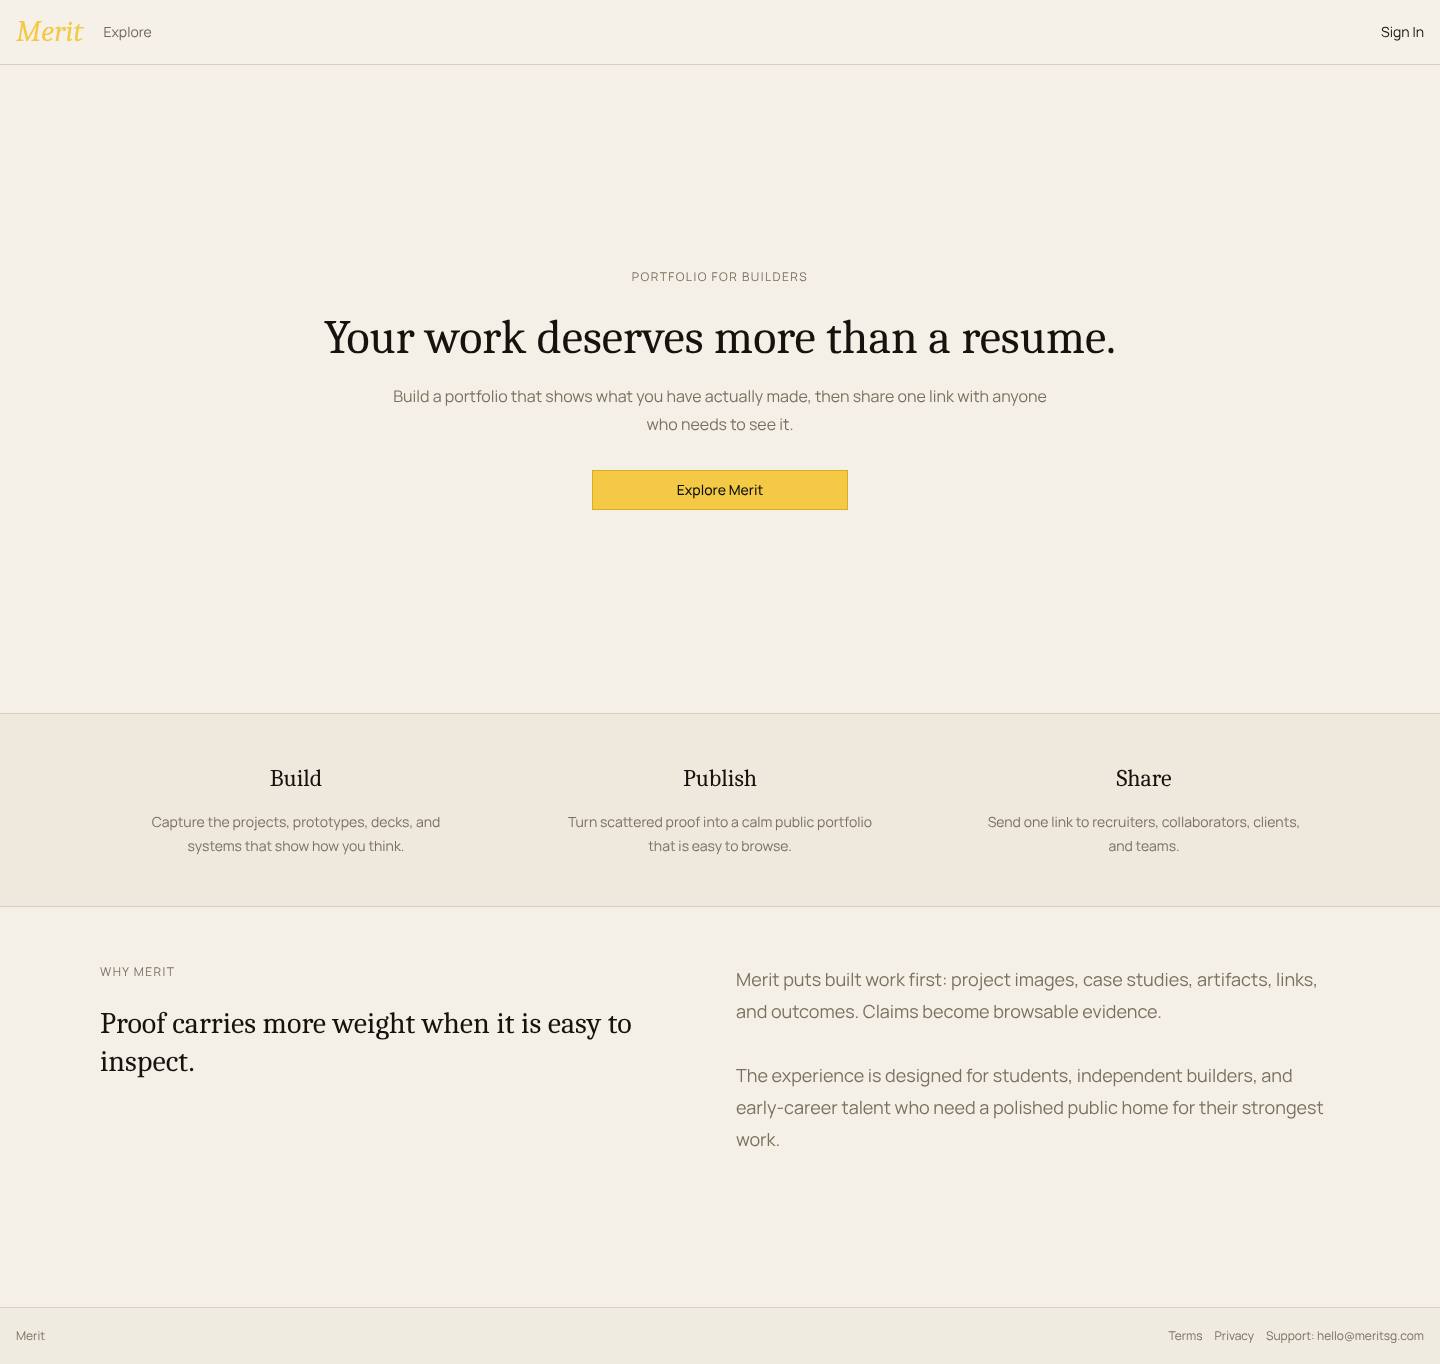 Merit Explore Sign In
PORTFOLIO FOR BUILDERS
Your work deserves more than a resume.
Build a portfolio that shows what you have actually made, then share one link with anyone
who needs to see it.
Explore Merit
Build
Capture the projects, prototypes, decks, and
systems that show how you think.
Publish
Turn scattered proof into a calm public portfolio
that is easy to browse.
Share
Send one link to recruiters, collaborators, clients,
and teams.
WHY MERIT
Proof carries more weight when it is easy to
inspect.
Merit puts built work first: project images, case studies, artifacts, links,
and outcomes. Claims become browsable evidence.
The experience is designed for students, independent builders, and
early-career talent who need a polished public home for their strongest
work.
Merit Terms Privacy Support: hello@meritsg.com